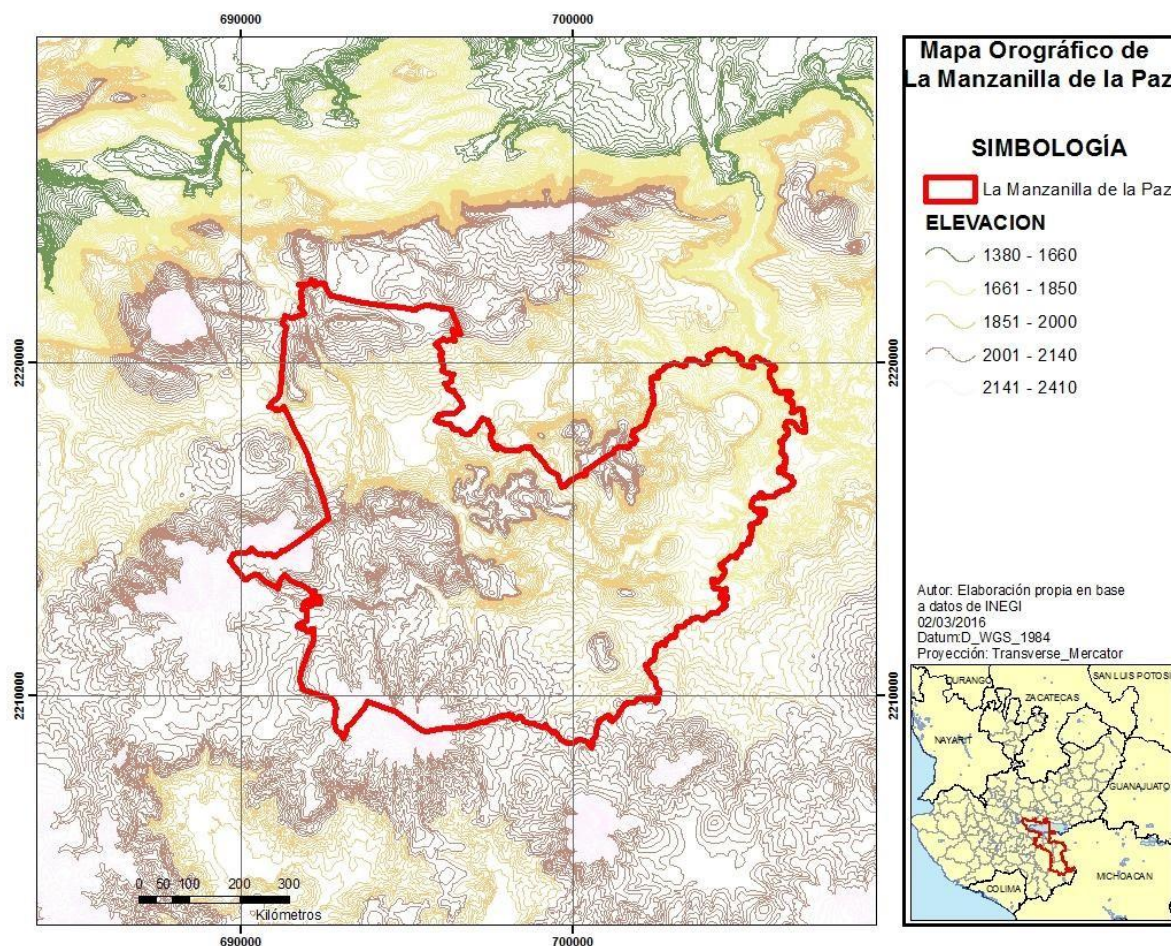 690000
700000
2220000
2220000
2210000
2210000
0 50 100 200 300
Kilómetros
690000
700000
Mapa Orográfico de
La Manzanilla de la Paz
SIMBOLOGÍA
La Manzanilla de la Paz
ELEVACION
1380 - 1660
1661 - 1850
1851 - 2000
2001 - 2140
2141 - 2410
Autor: Elaboración propia en base
a datos de INEGI
02/03/2016
Datum:D_WGS_1984
Proyección: Transverse_Mercator
DURANGO
SAN LUIS POTOSI
ZACATECAS
NAYARIT
GUANAJUATO
MICHOACAN
COLIMA